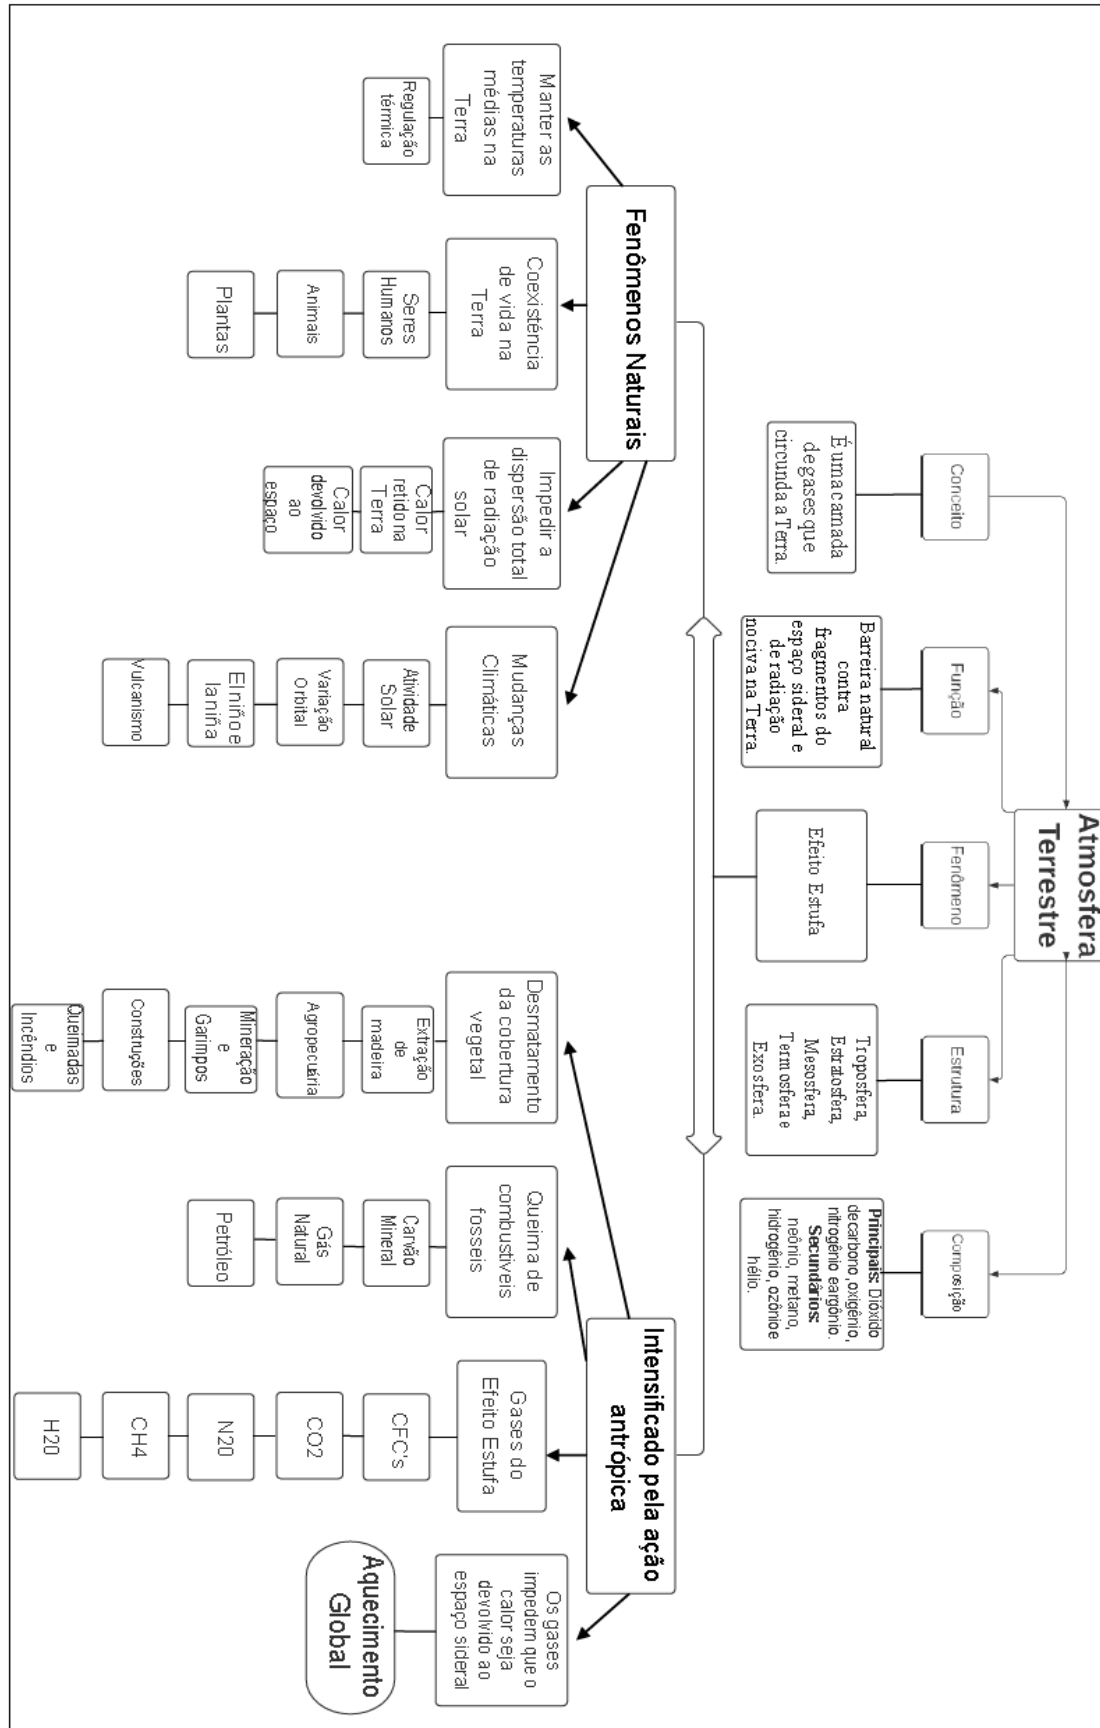 Atmosfera
Terrestre
Conceito
É uma camada
de gases que
circunda a Terra.
Função
Barreira natural
contra
fragmentos do
espaço sideral e
de radiação
nociva na Terra.
Fenômeno
Efeito Estufa
Estrutura
Troposfera,
Estratosfera,
Mesosfera,
Termosfera e
Exosfera.
Composição
Principais: Dióxido
decarbono, oxigênio,
nitrogênio eargônio.
Secundários:
neônio, metano,
hidrogênio, ozônio e
hélio.
Fenômenos Naturais
Manter as
temperaturas
médias na
Terra
Regulação
térmica
Coexistência
de vida na
Terra
Seres
Humanos
Animais
Plantas
Impedir a
dispersão total
de radiação
solar
Calor
retido na
Terra
Calor
devolvido
ao
espaço
Mudanças
Climáticas
Atividade
Solar
Variação
Orbital
El niño e
la niña
Vulcanismo
Intensificado pela ação
antrópica
Desmatamento
da cobertura
vegetal
Extração
de
madeira
Agropecuária
Mineração
e
Garimpos
Construções
Queimadas
e
Incêndios
Queima de
combustíveis
fosseis
Carvão
Mineral
Gás
Natural
Petróleo
Gases do
Efeito Estufa
CFC's
CO2
N20
CH4
H20
Os gases
impedem que o
calor seja
devolvido ao
espaço sideral
Aquecimento
Global